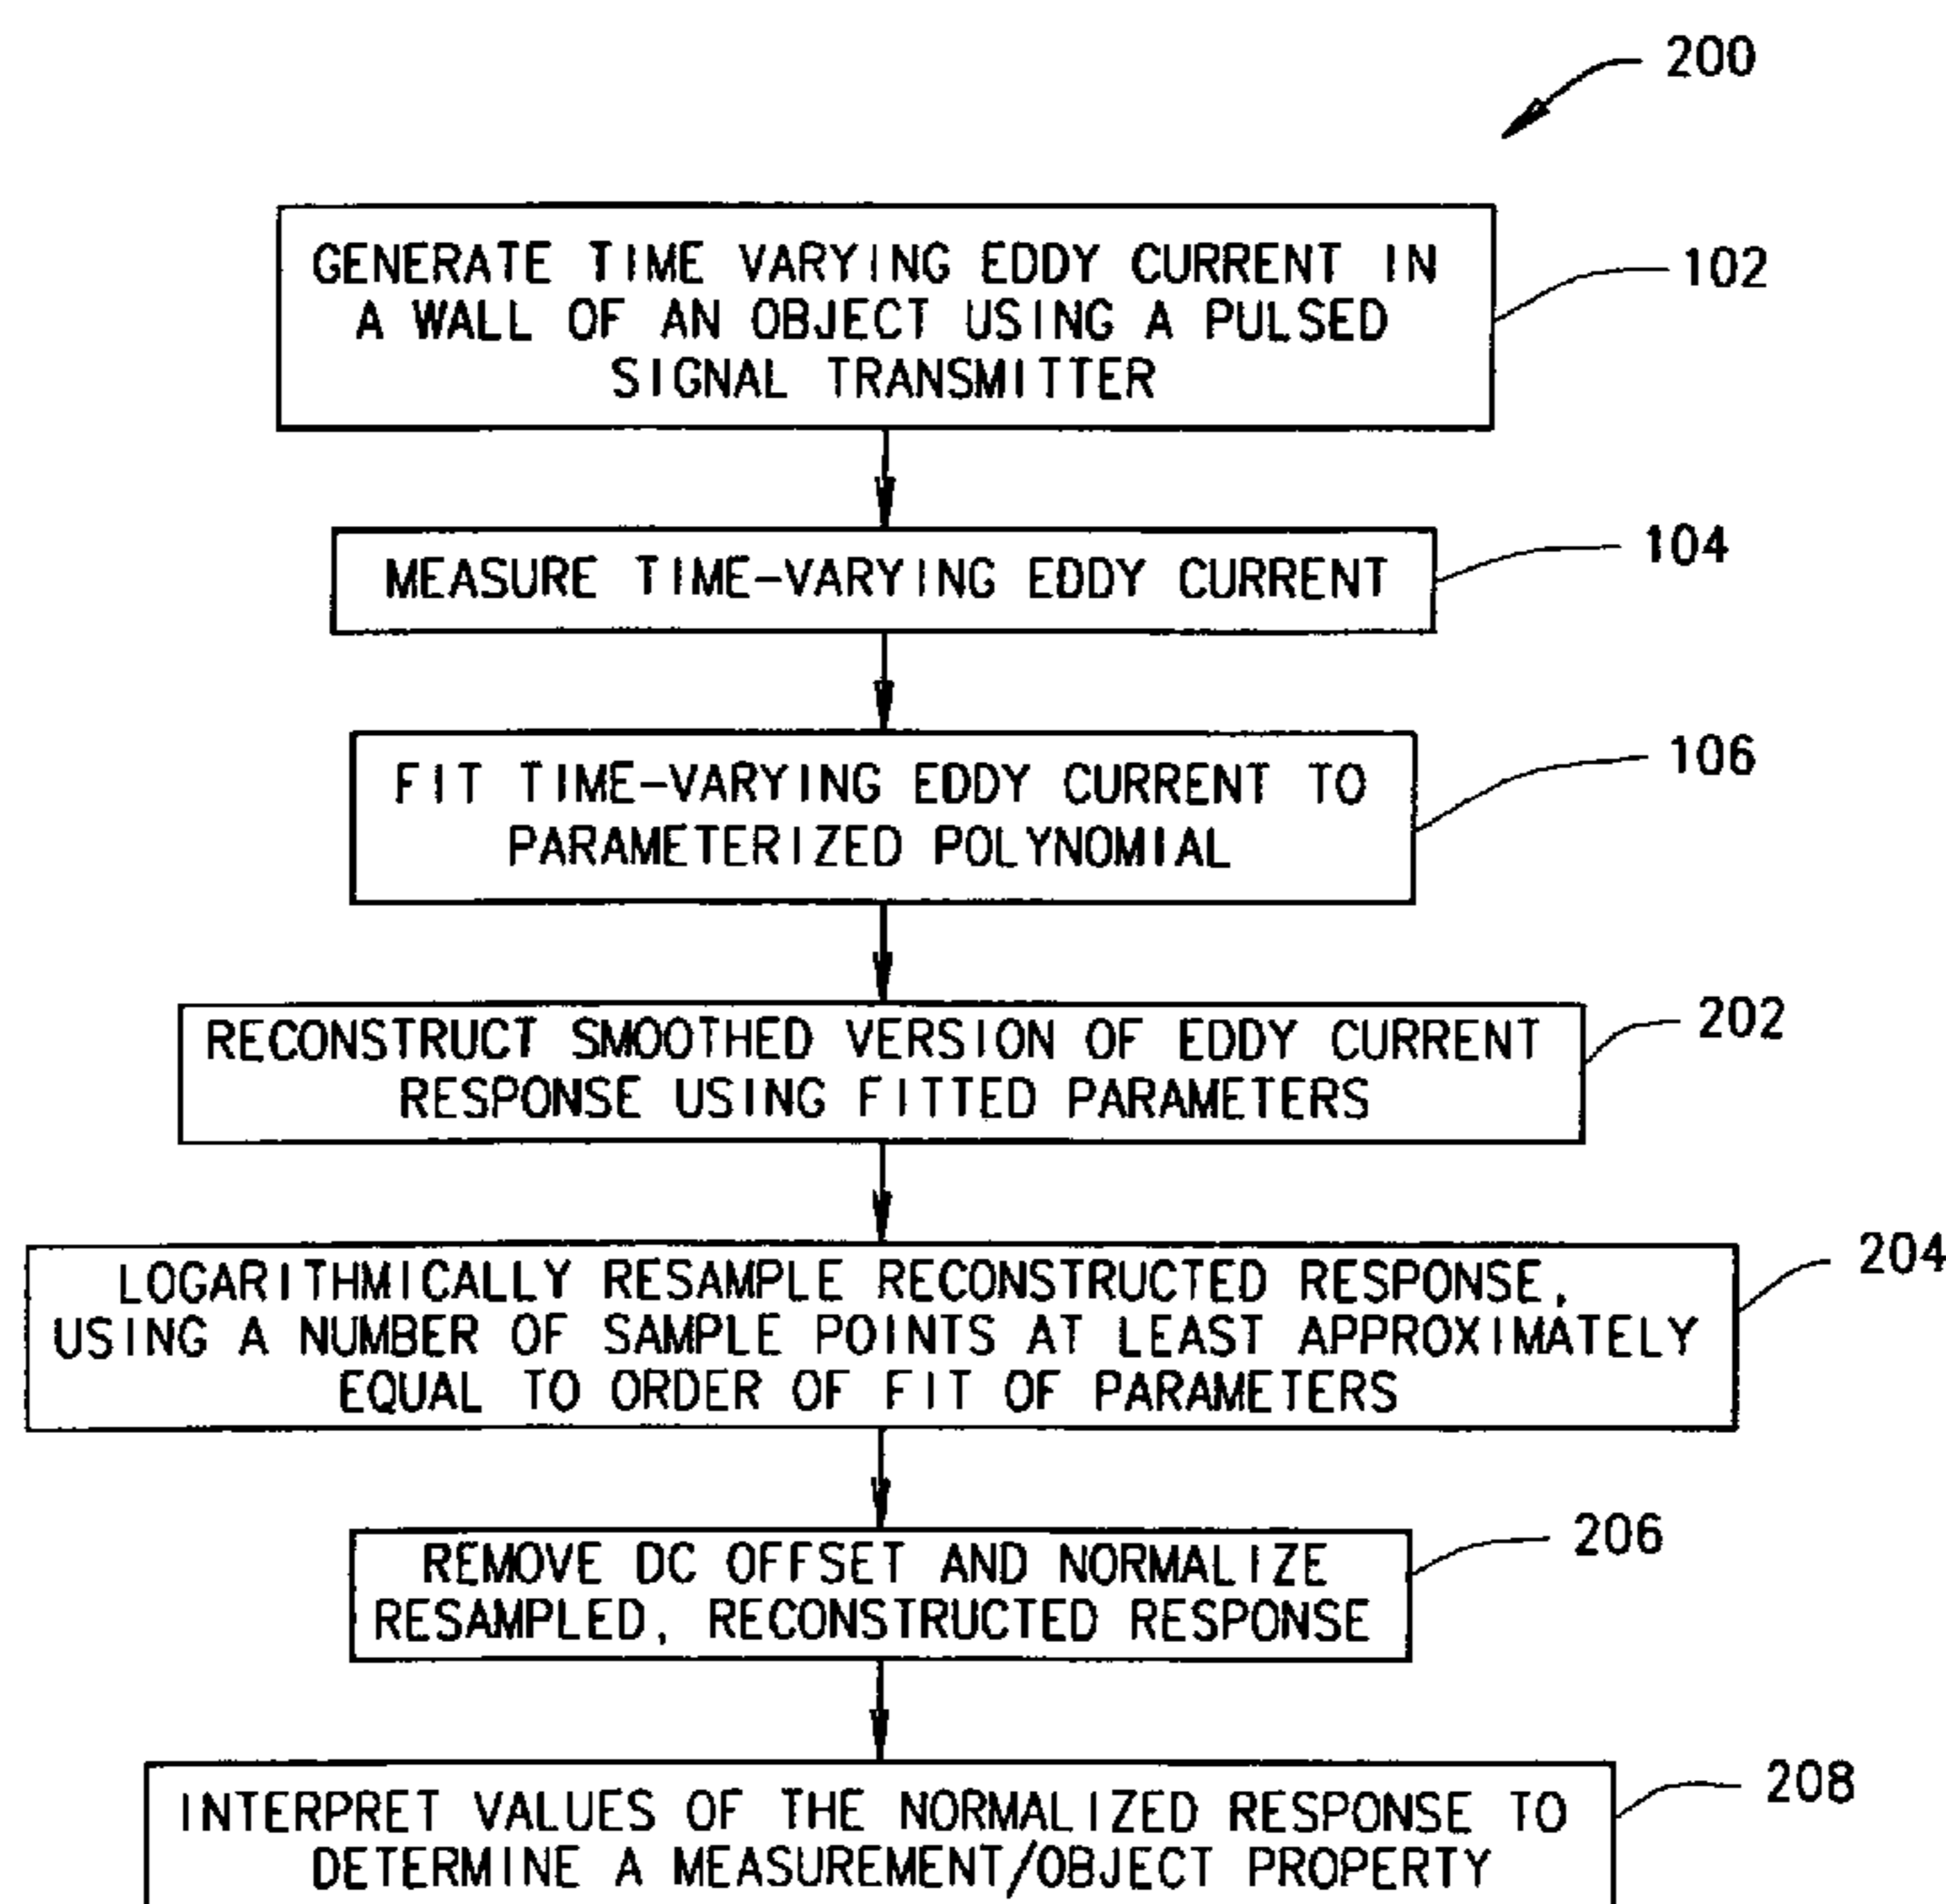 200
GENERATE TIME VARYING EDDY CURRENT IN
A WALL OF AN OBJECT USING A PULSED
SIGNAL TRANSMITTER
102
MEASURE TIME-VARYING EDDY CURRENT
104
FIT TIME-VARYING EDDY CURRENT TO
PARAMETERIZED POLYNOMIAL
106
RECONSTRUCT SMOOTHED VERSION OF EDDY CURRENT
RESPONSE USING FITTED PARAMETERS
202
LOGARITHMICALLY RESAMPLE RECONSTRUCTED RESPONSE,
USING A NUMBER OF SAMPLE POINTS AT LEAST APPROXIMATELY
EQUAL TO ORDER OF FIT OF PARAMETERS
204
REMOVE DC OFFSET AND NORMALIZE
RESAMPLED, RECONSTRUCTED RESPONSE
206
INTERPRET VALUES OF THE NORMALIZED RESPONSE TO
DETERMINE A MEASUREMENT/OBJECT PROPERTY
208